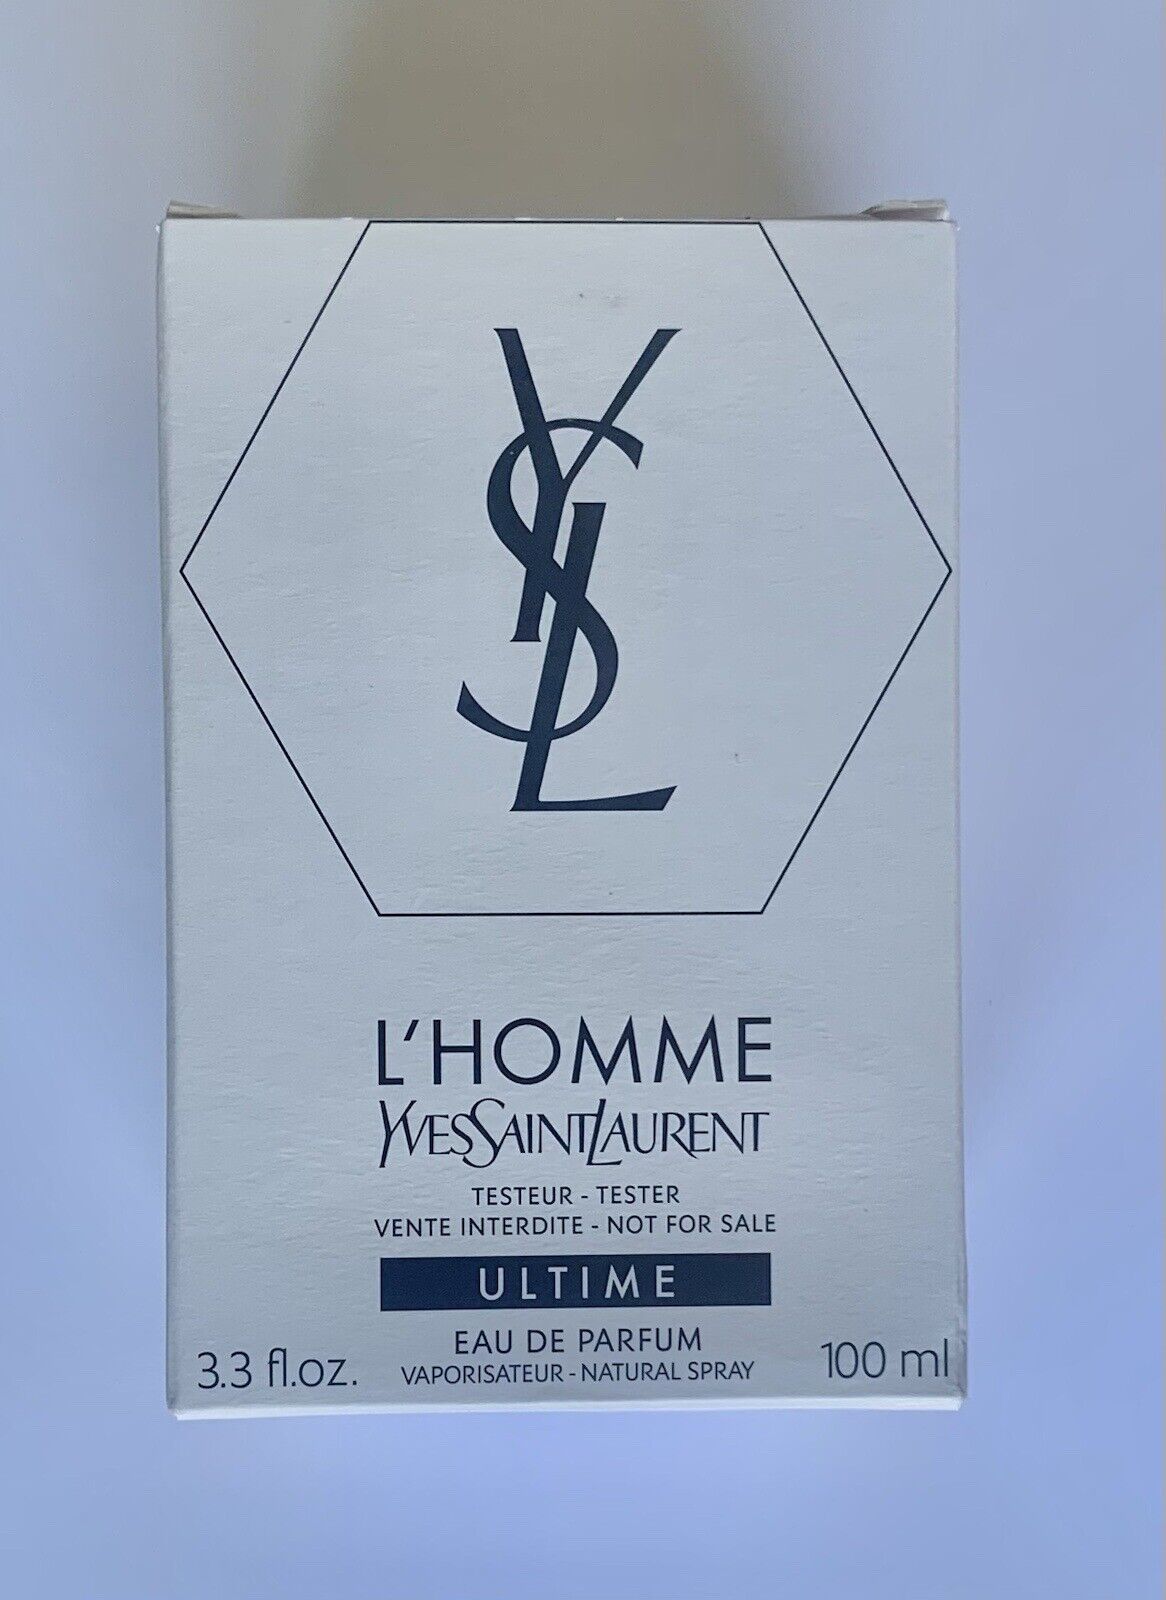 YSL
L'HOMME
YVESSAINTLAURENT
TESTEUR - TESTER
VENTE INTERDITE - NOT FOR SALE
ULTIME
EAU DE PARFUM
3.3 fl.oz. VAPORISATEUR - NATURAL SPRAY 100 ml